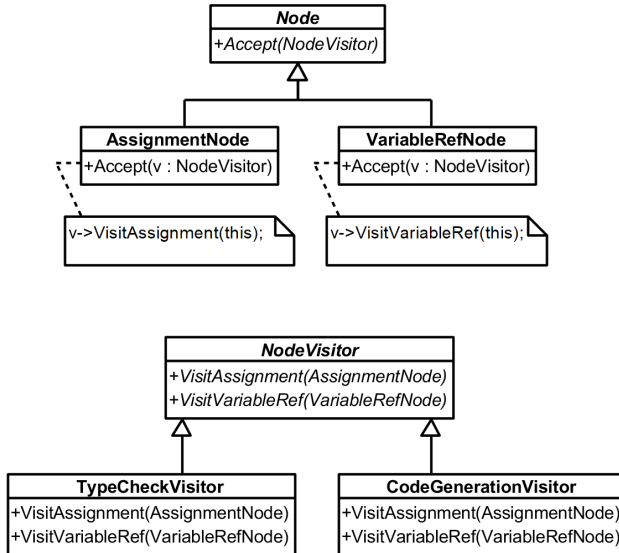 Node
+Accept(NodeVisitor)
AssignmentNode
+Accept(v : NodeVisitor)
VariableRefNode
+Accept(v : NodeVisitor)
v->VisitAssignment(this);
v->VisitVariableRef(this);
NodeVisitor
+VisitAssignment(AssignmentNode)
+VisitVariableRef(VariableRefNode)
TypeCheckVisitor
+VisitAssignment(AssignmentNode)
+VisitVariableRef(VariableRefNode)
CodeGenerationVisitor
+VisitAssignment(AssignmentNode)
+VisitVariableRef(VariableRefNode)